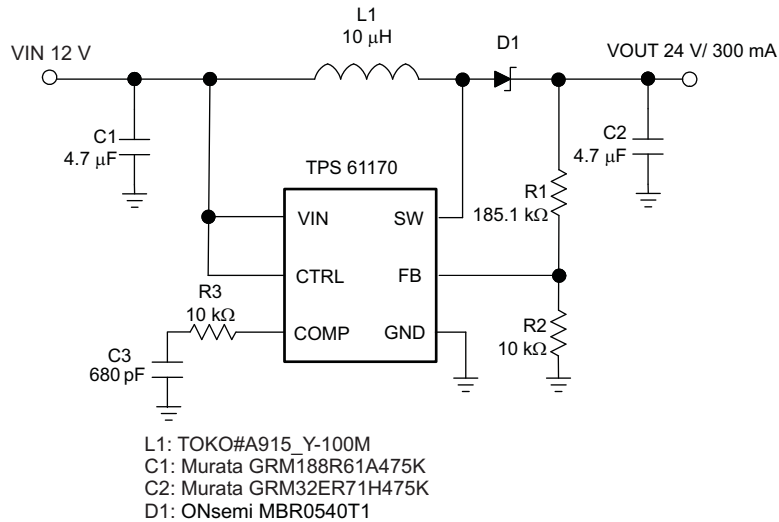 L1
10 μH
D1
VIN 12 V
VOUT 24 V/ 300 mA
C1
4.7 μF
C2
4.7 μF
TPS 61170
R1
185.1 kΩ
VIN
SW
CTRL
FB
R3
10 kΩ
COMP
GND
R2
10 kΩ
C3
680 pF
L1: TOKO#A915_Y-100M
C1: Murata GRM188R61A475K
C2: Murata GRM32ER71H475K
D1: ONsemi MBR0540T1